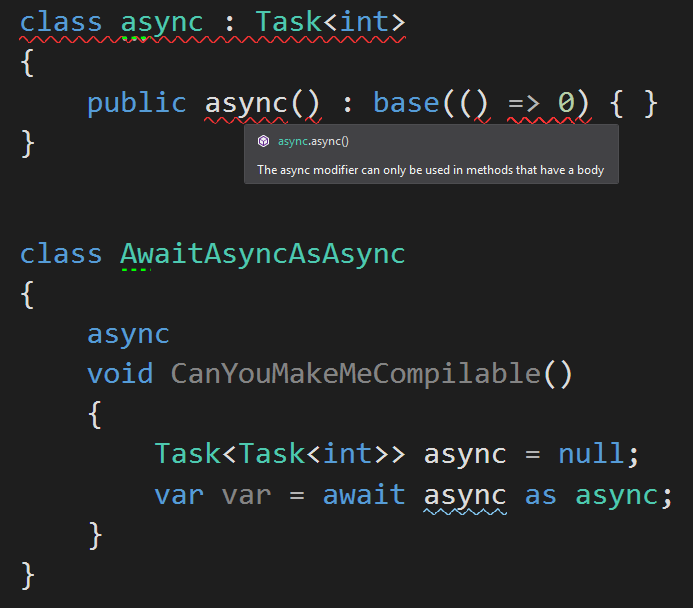 class async : Task<int>
{
    public async() : base(() => 0) { }
}
async.async()
The async modifier can only be used in methods that have a body
class AwaitAsyncAsAsync
{
    async
    void CanYouMakeMeCompilable()
    {
        Task<Task<int>> async = null;
        var var = await async as async;
    }
}